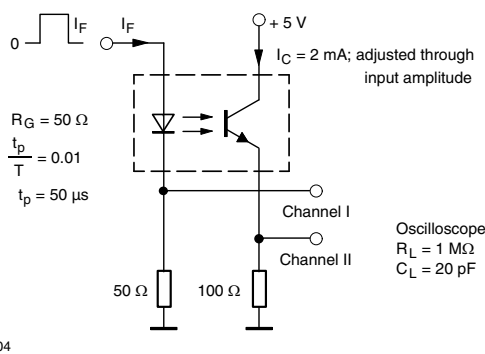 0
I_F
I_F
+ 5 V
I_C = 2 mA; adjusted through
input amplitude
R_G = 50 Ω
t_p
T
= 0.01
t_p = 50 µs
Channel I
Channel II
50 Ω
100 Ω
Oscilloscope
R_L = 1 MΩ
C_L = 20 pF
04